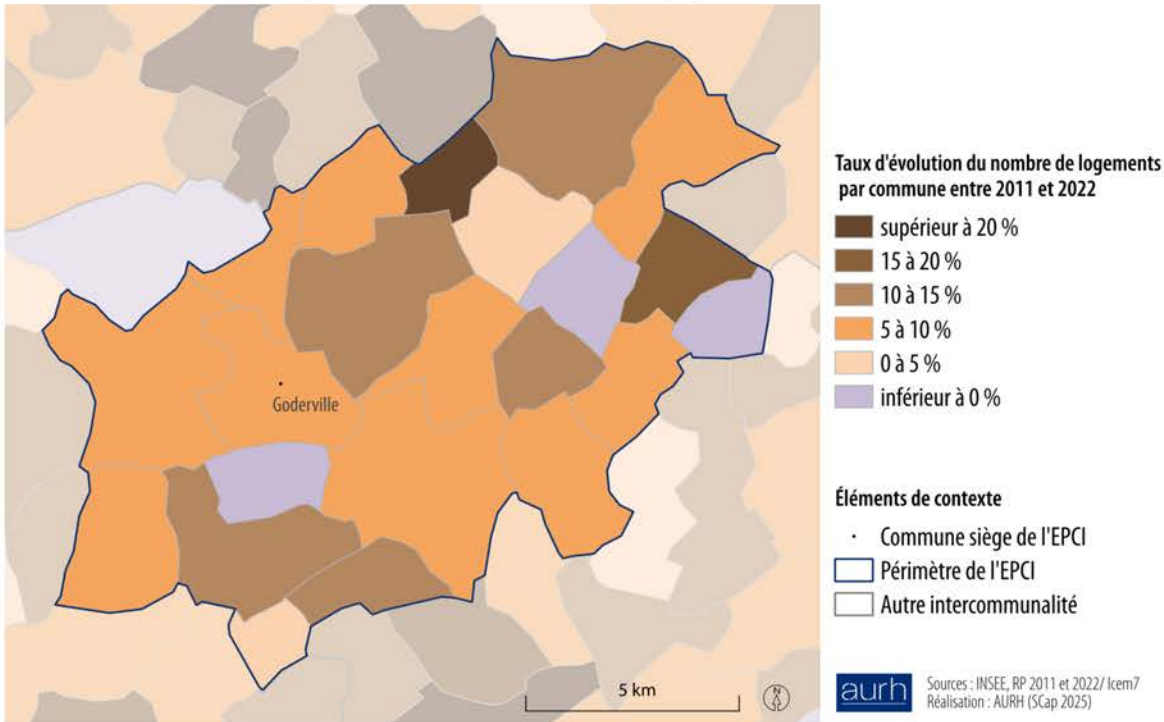 Goderville
5 km
N
Taux d'évolution du nombre de logements
par commune entre 2011 et 2022
supérieur à 20 %
15 à 20 %
10 à 15 %
5 à 10 %
0 à 5 %
inférieur à 0 %
Éléments de contexte
Commune siège de l'EPCI
Périmètre de l'EPCI
Autre intercommunalité
aurh
Sources : INSEE, RP 2011 et 2022/ Icem7
Réalisation : AURH (SCap 2025)